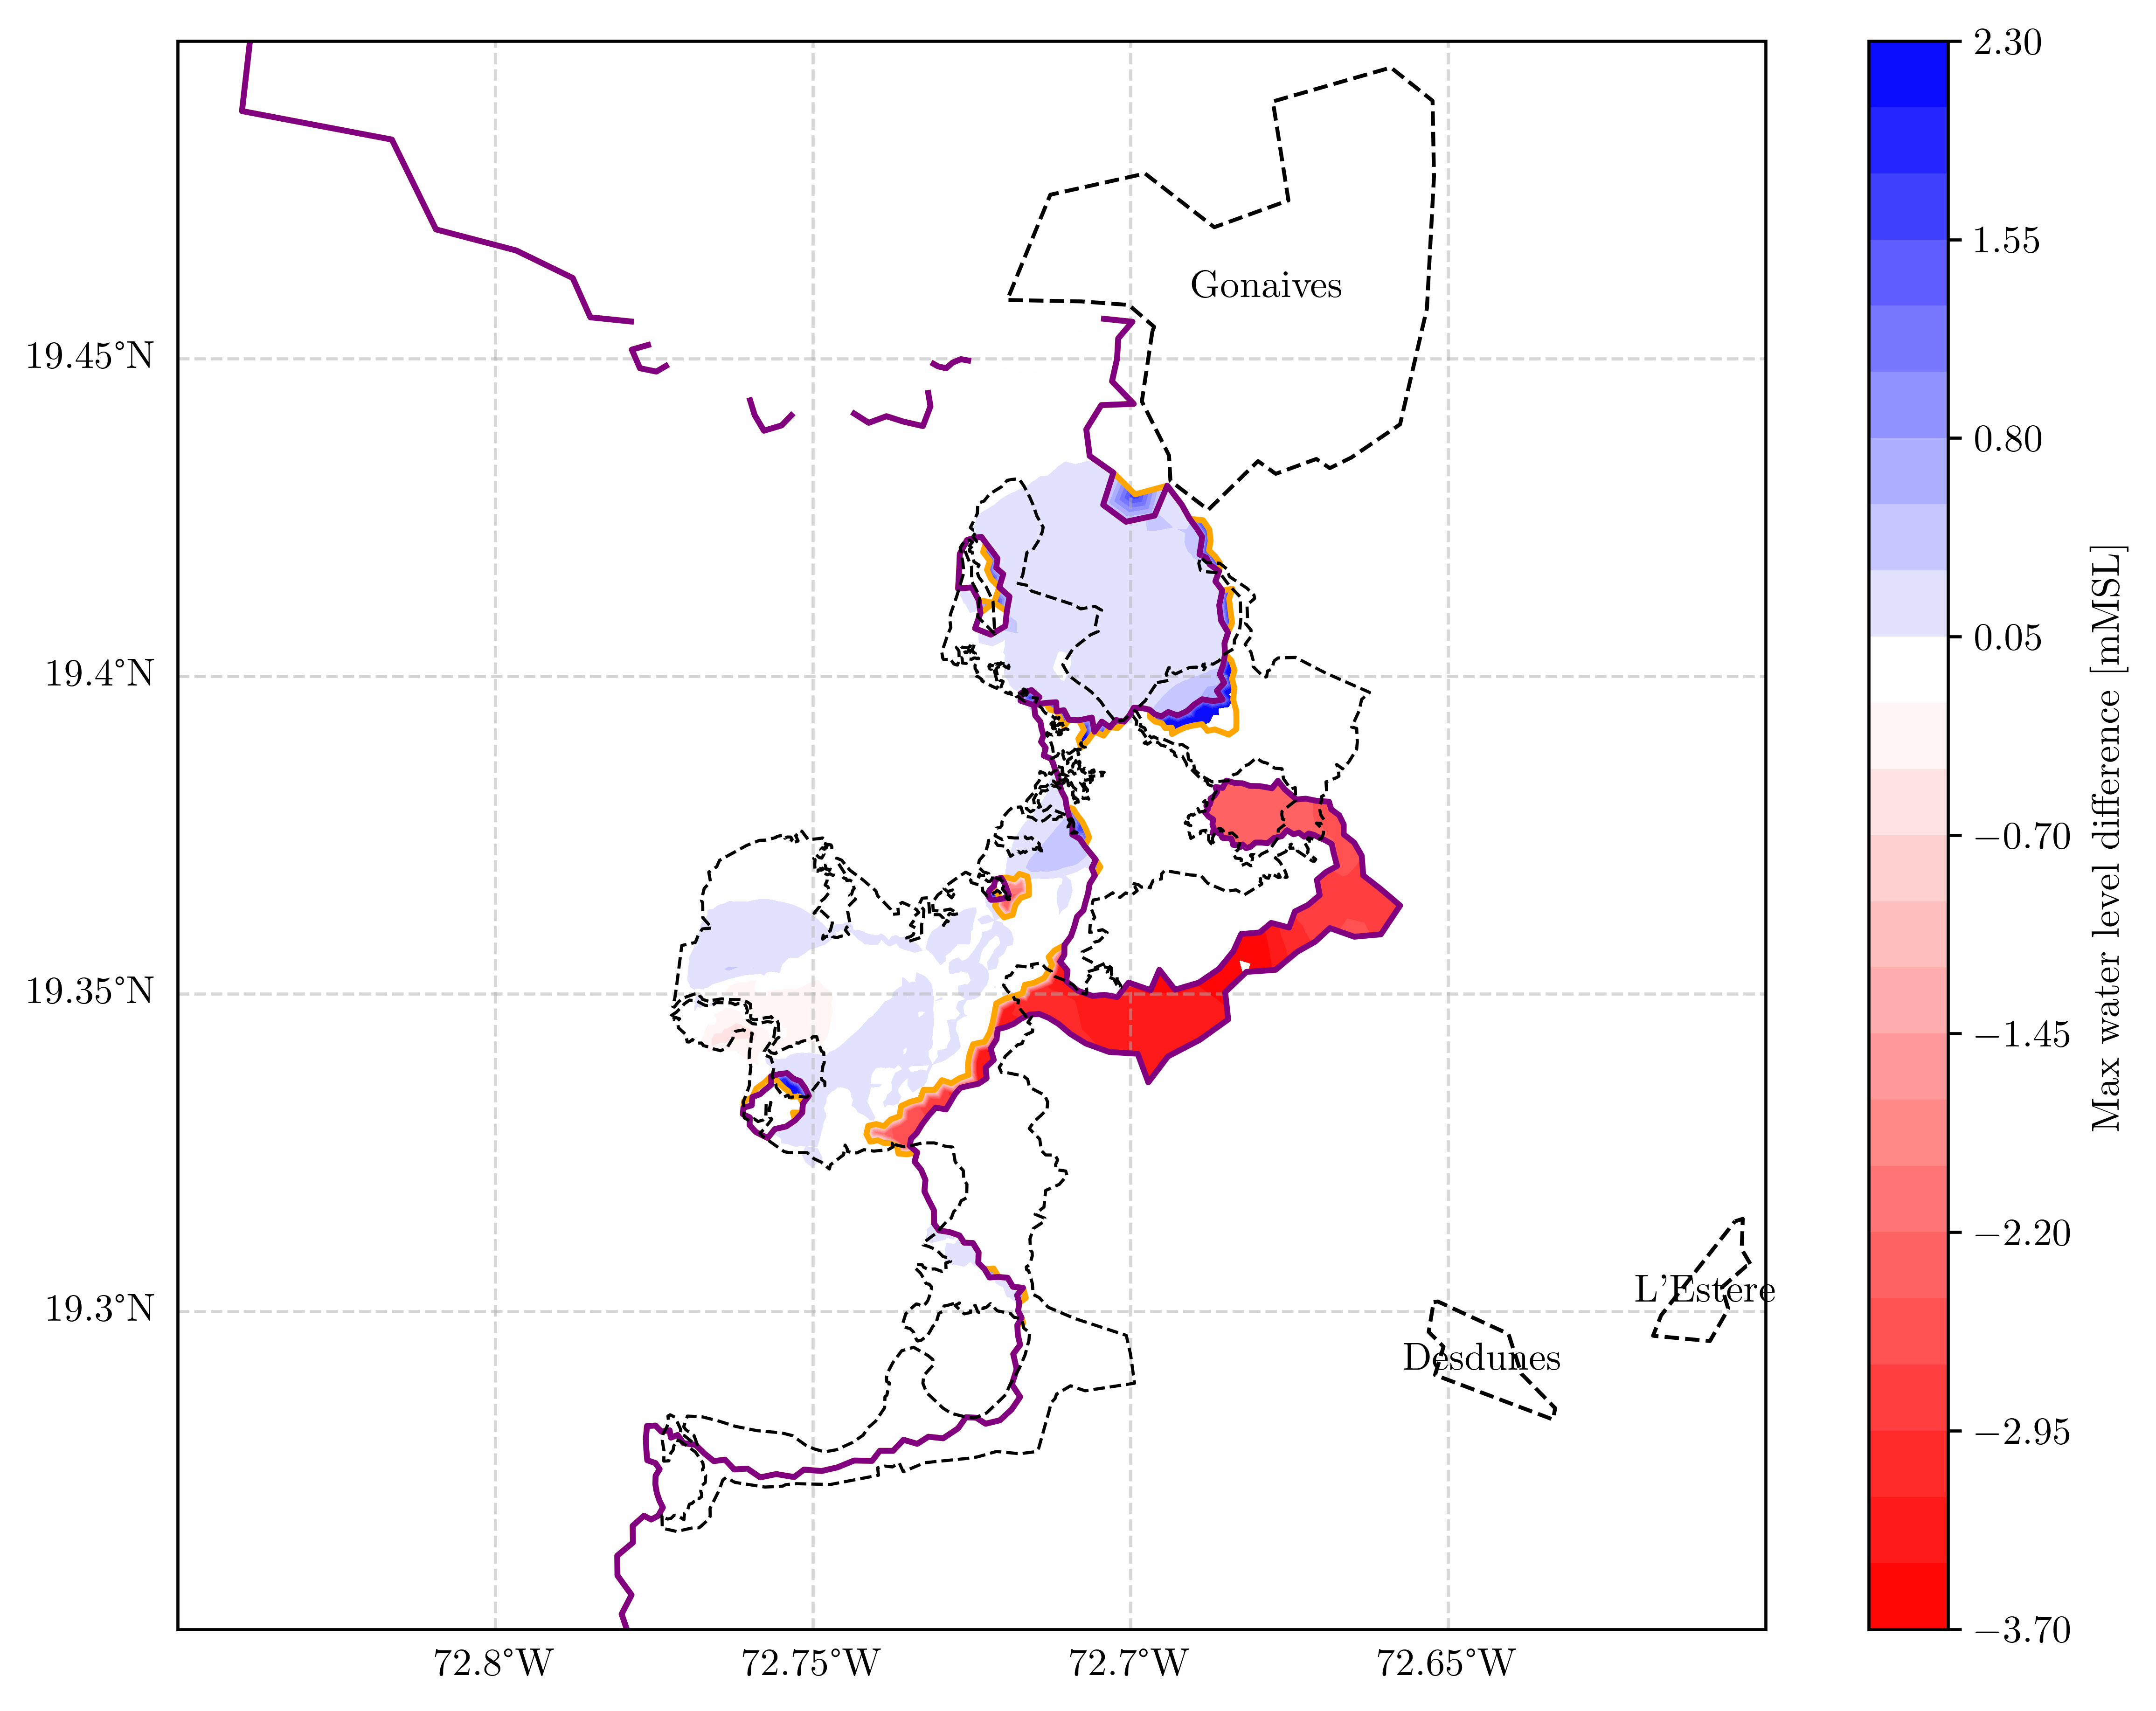 2.30
1.55
0.80
0.05
−0.70
−1.45
−2.20
−2.95
−3.70
Max water level difference [mMSL]
19.45°N
19.4°N
19.35°N
19.3°N
72.8°W
72.75°W
72.7°W
72.65°W
Gonaives
L'Estere
Desdunes